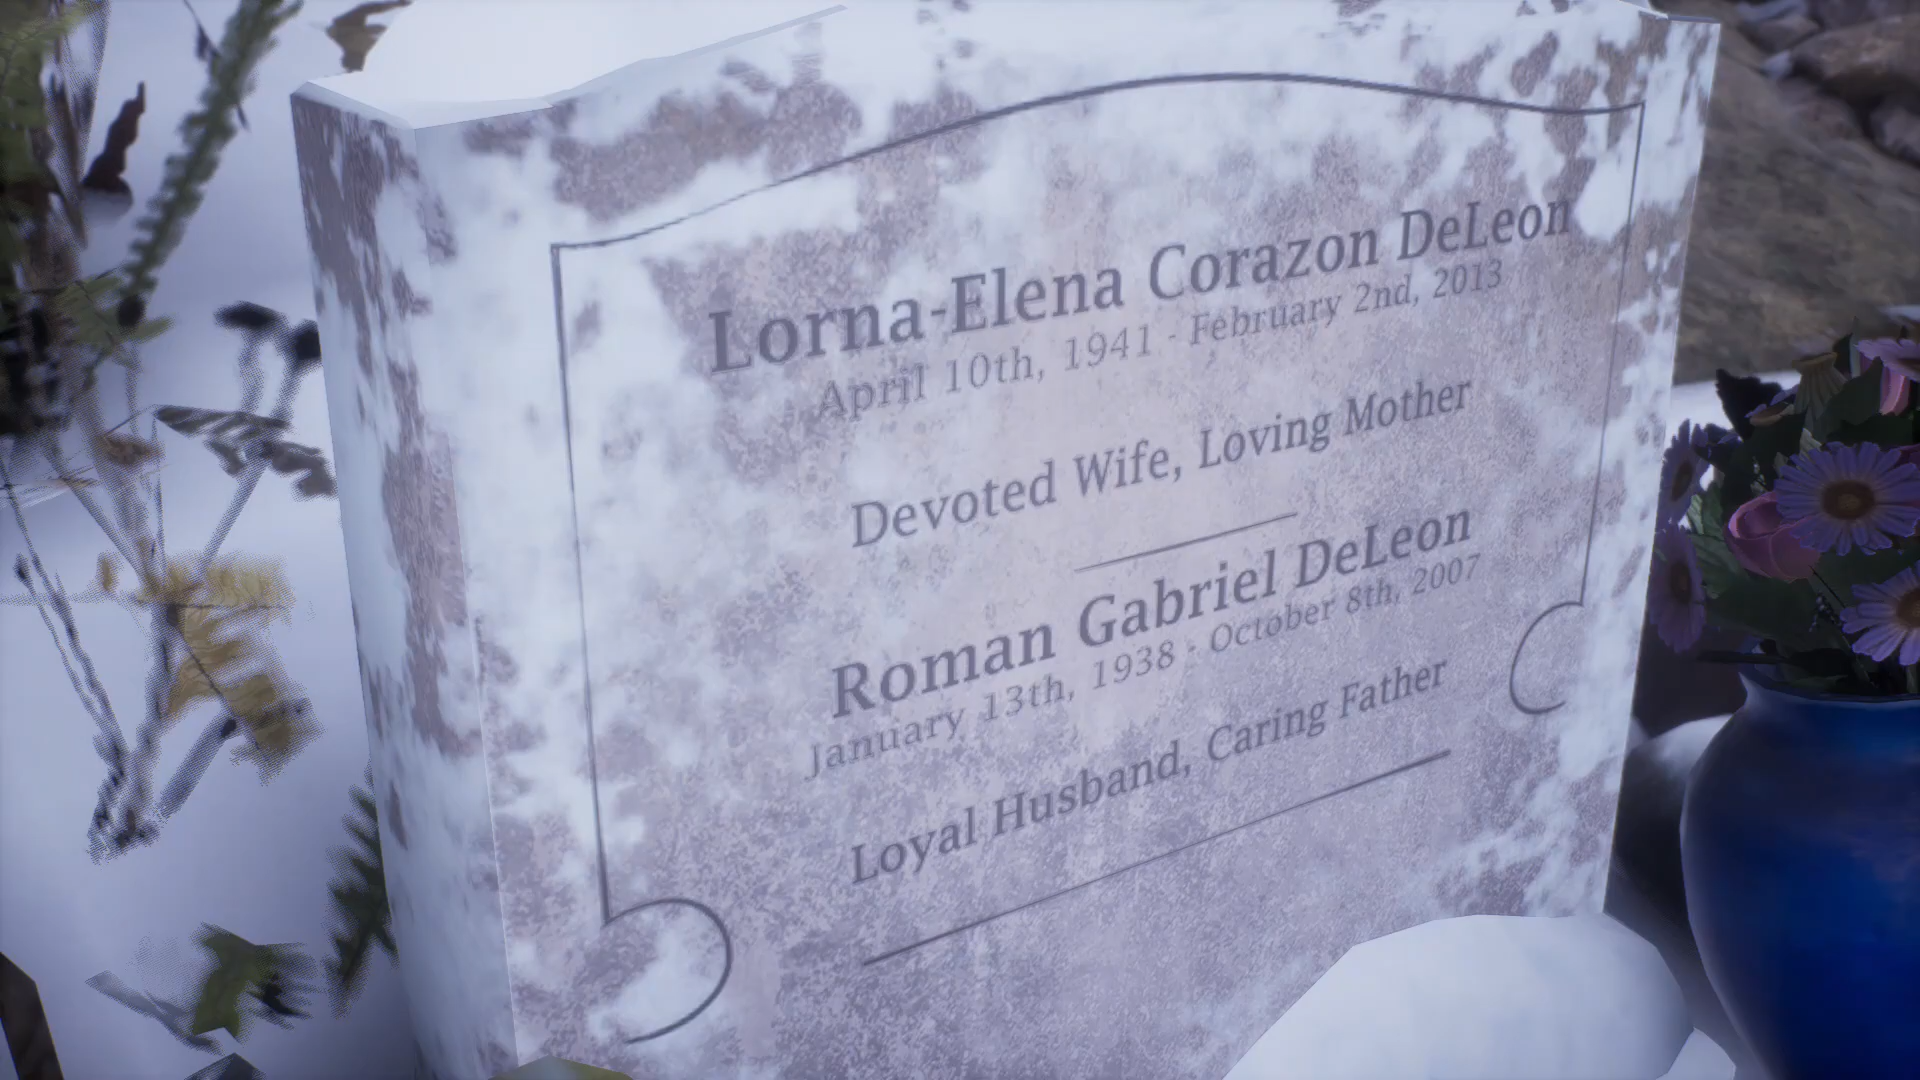 Lorna-Elena Corazon DeLeon
April 10th, 1941 - February 2nd, 2013
Devoted Wife, Loving Mother
Roman Gabriel DeLeon
January 13th, 1938 - October 8th, 2007
Loyal Husband, Caring Father